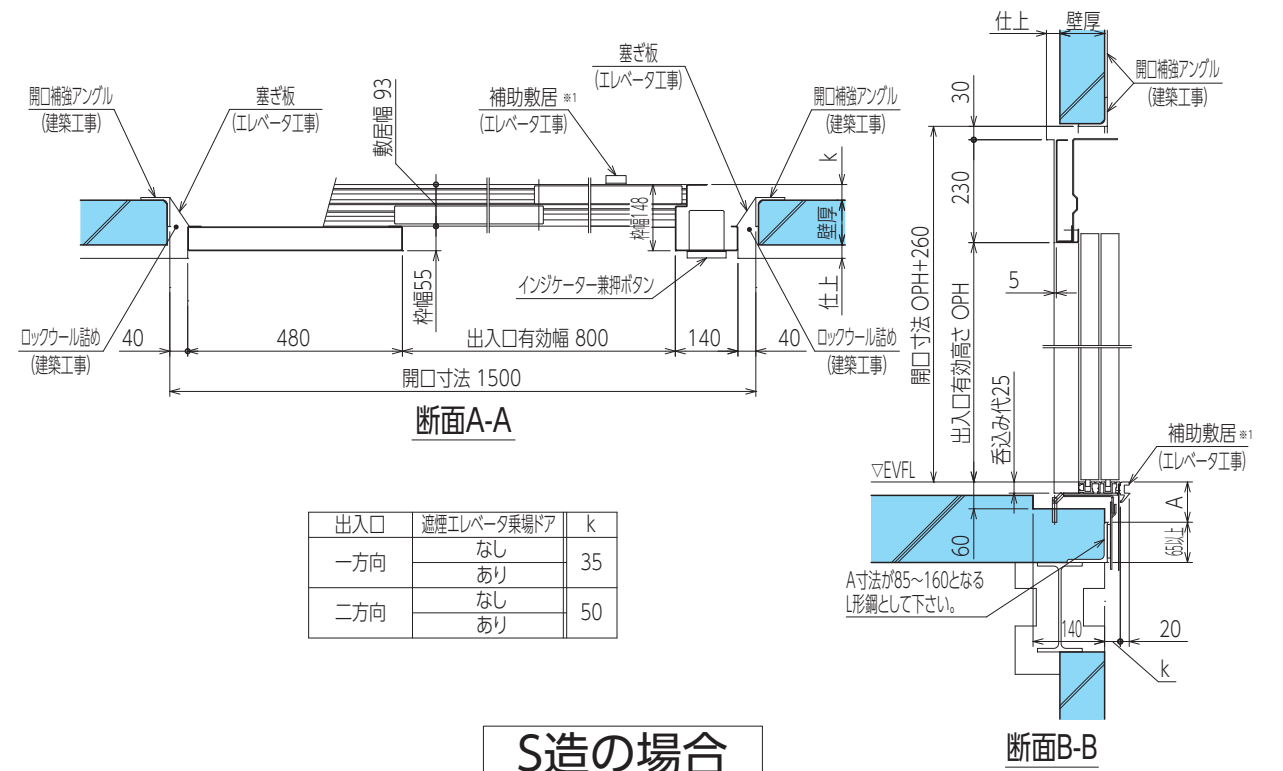 開口補強アングル
(建築工事)
塞ぎ板
(エレベータ工事)
敷居幅 93
補助敷居 ※1
(エレベータ工事)
塞ぎ板
(エレベータ工事)
開口補強アングル
(建築工事)
k
壁厚
仕上
枠幅148
枠幅55
インジケーター兼押ボタン
ロックウール詰め
(建築工事)
40
480
出入口有効幅 800
140
40
ロックウール詰め
(建築工事)
開口寸法 1500
断面A-A
出入口 遮煙エレベータ乗場ドア k
一方向 なし 35
あり
二方向 なし 50
あり
S造の場合
仕上
壁厚
開口補強アングル
(建築工事)
30
230
開口寸法 OPH+260
出入口有効高さ OPH
5
呑込み代25
▽EVFL
補助敷居 ※1
(エレベータ工事)
A
65以上
60
A寸法が85~160となる
L形鋼として下さい。
140
20
k
断面B-B